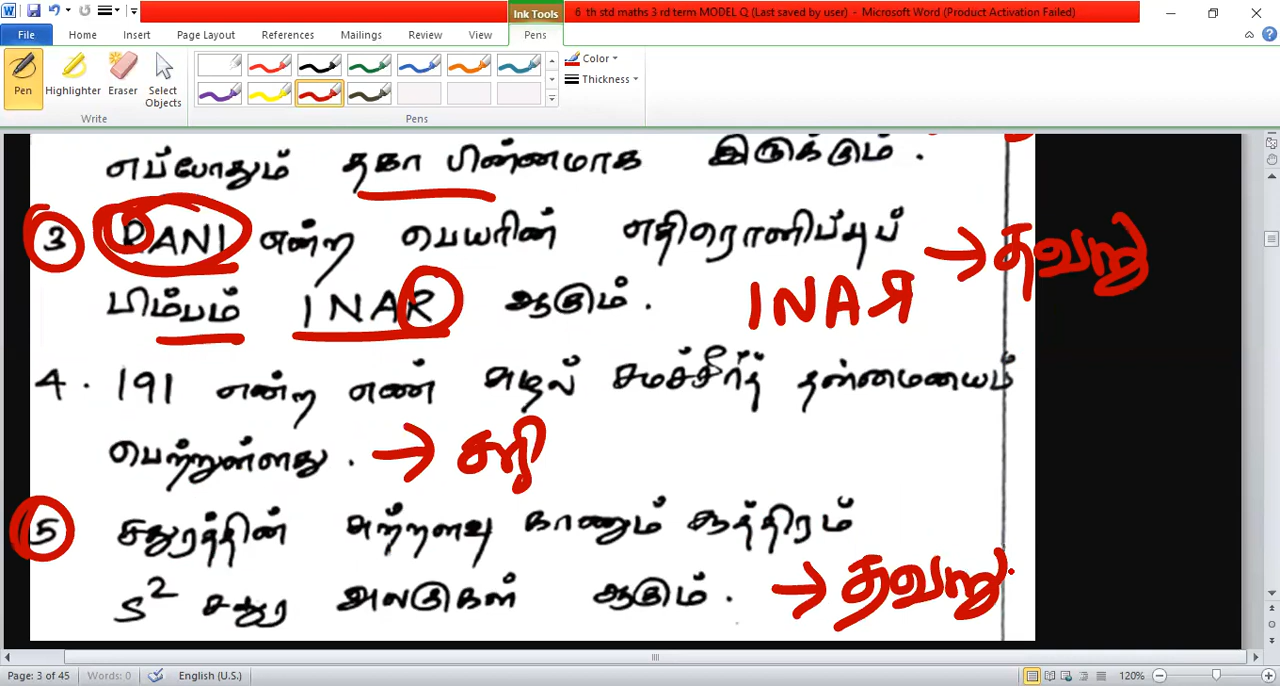 Ink Tools
6 th std maths 3 rd term MODEL Q (Last saved by user) - Microsoft Word (Product Activation Failed)
File Home Insert Page Layout References Mailings Review View Pens
Pen Highlighter Eraser Select Objects
Color
Thickness
Write Pens
எப்போதும் தகா பின்னமாக இருக்கும்.
3 RANI என்ற பெயரின் எதிரொளிப்புப் → தவறு
பிம்பம் INAR ஆகும். INAЯ
4. 191 என்ற எண் சுழல் சமச்சீர்த் தன்மையைப்
பெற்றுள்ளது. → சரி
5 சதுரத்தின் சுற்றளவு காணும் சூத்திரம்
s² சதுர அலகுகள் ஆகும். → தவறு
Page: 3 of 45 Words: 0 English (U.S.) 120%